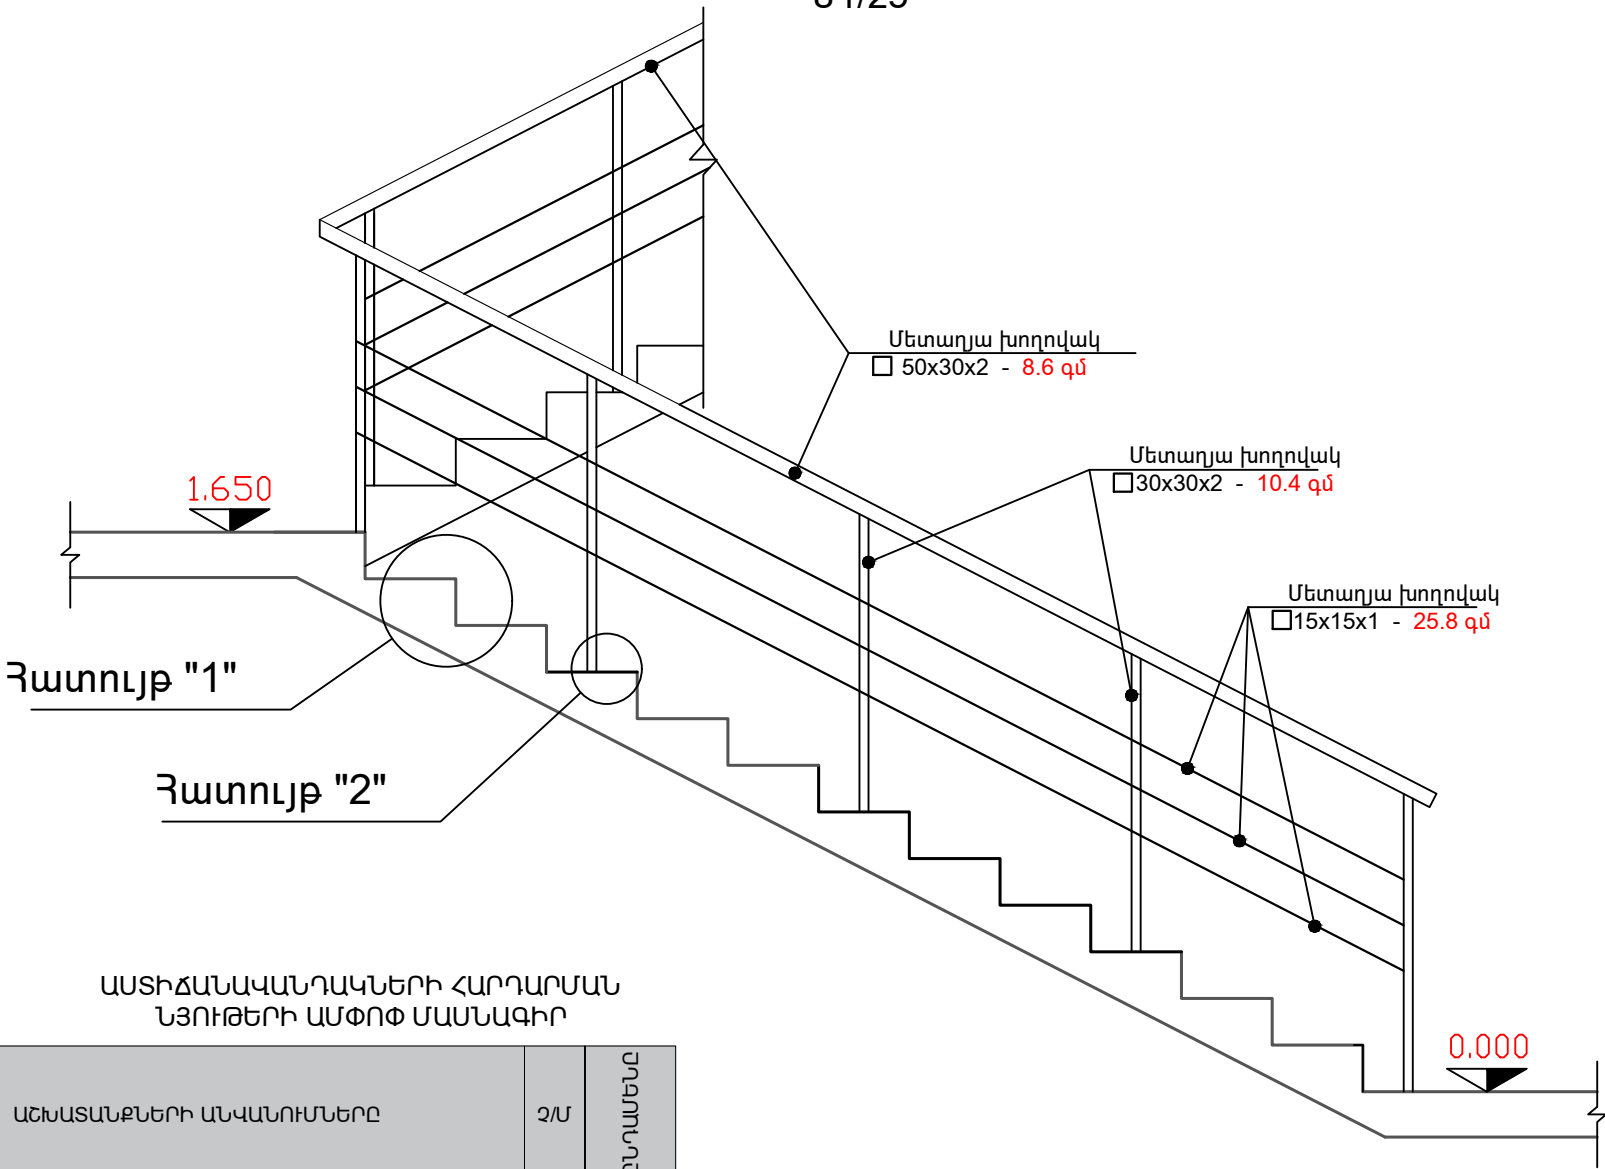 Մետաղյա խողովակ
50x30x2 - 8.6 գմ
Մետաղյա խողովակ
30x30x2 - 10.4 գմ
1.650
Մետաղյա խողովակ
15x15x1 - 25.8 գմ
Հատույթ "1"
Հատույթ "2"
ԱՍՏԻՃԱՆԱՎԱՆԴԱԿՆԵՐԻ ՀԱՐԴԱՐՄԱՆ
ՆՅՈՒԹԵՐԻ ԱՄՓՈՓ ՄԱՍՆԱԳԻՐ
0.000
ԱՇԽԱՏԱՆՔՆԵՐԻ ԱՆՎԱՆՈՒՄՆԵՐԸ
Չ/Մ
ԸՆԴԱՄԵՆԸ